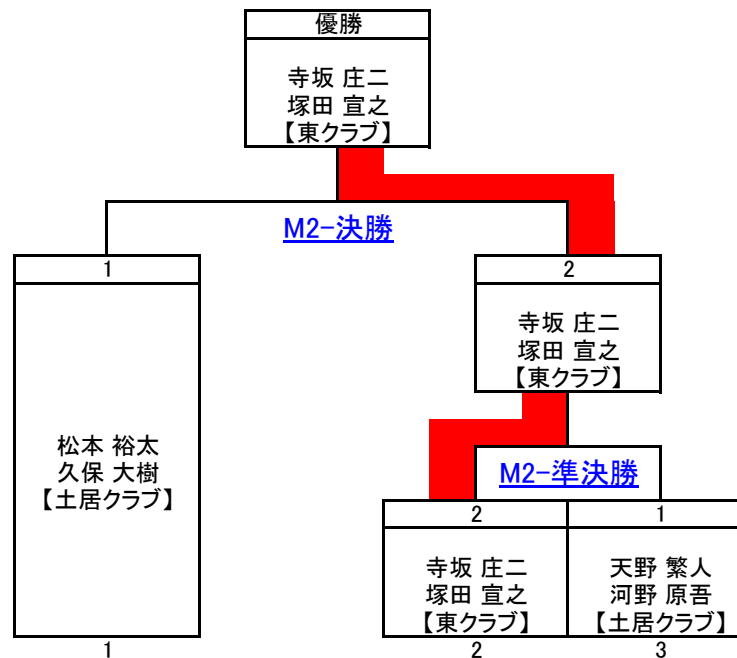 優勝
寺坂 庄二
塚田 宣之
【東クラブ】
M2-決勝
1
松本 裕太
久保 大樹
【土居クラブ】
1
2
寺坂 庄二
塚田 宣之
【東クラブ】
M2-準決勝
2
寺坂 庄二
塚田 宣之
【東クラブ】
2
1
天野 繁人
河野 原吾
【土居クラブ】
3